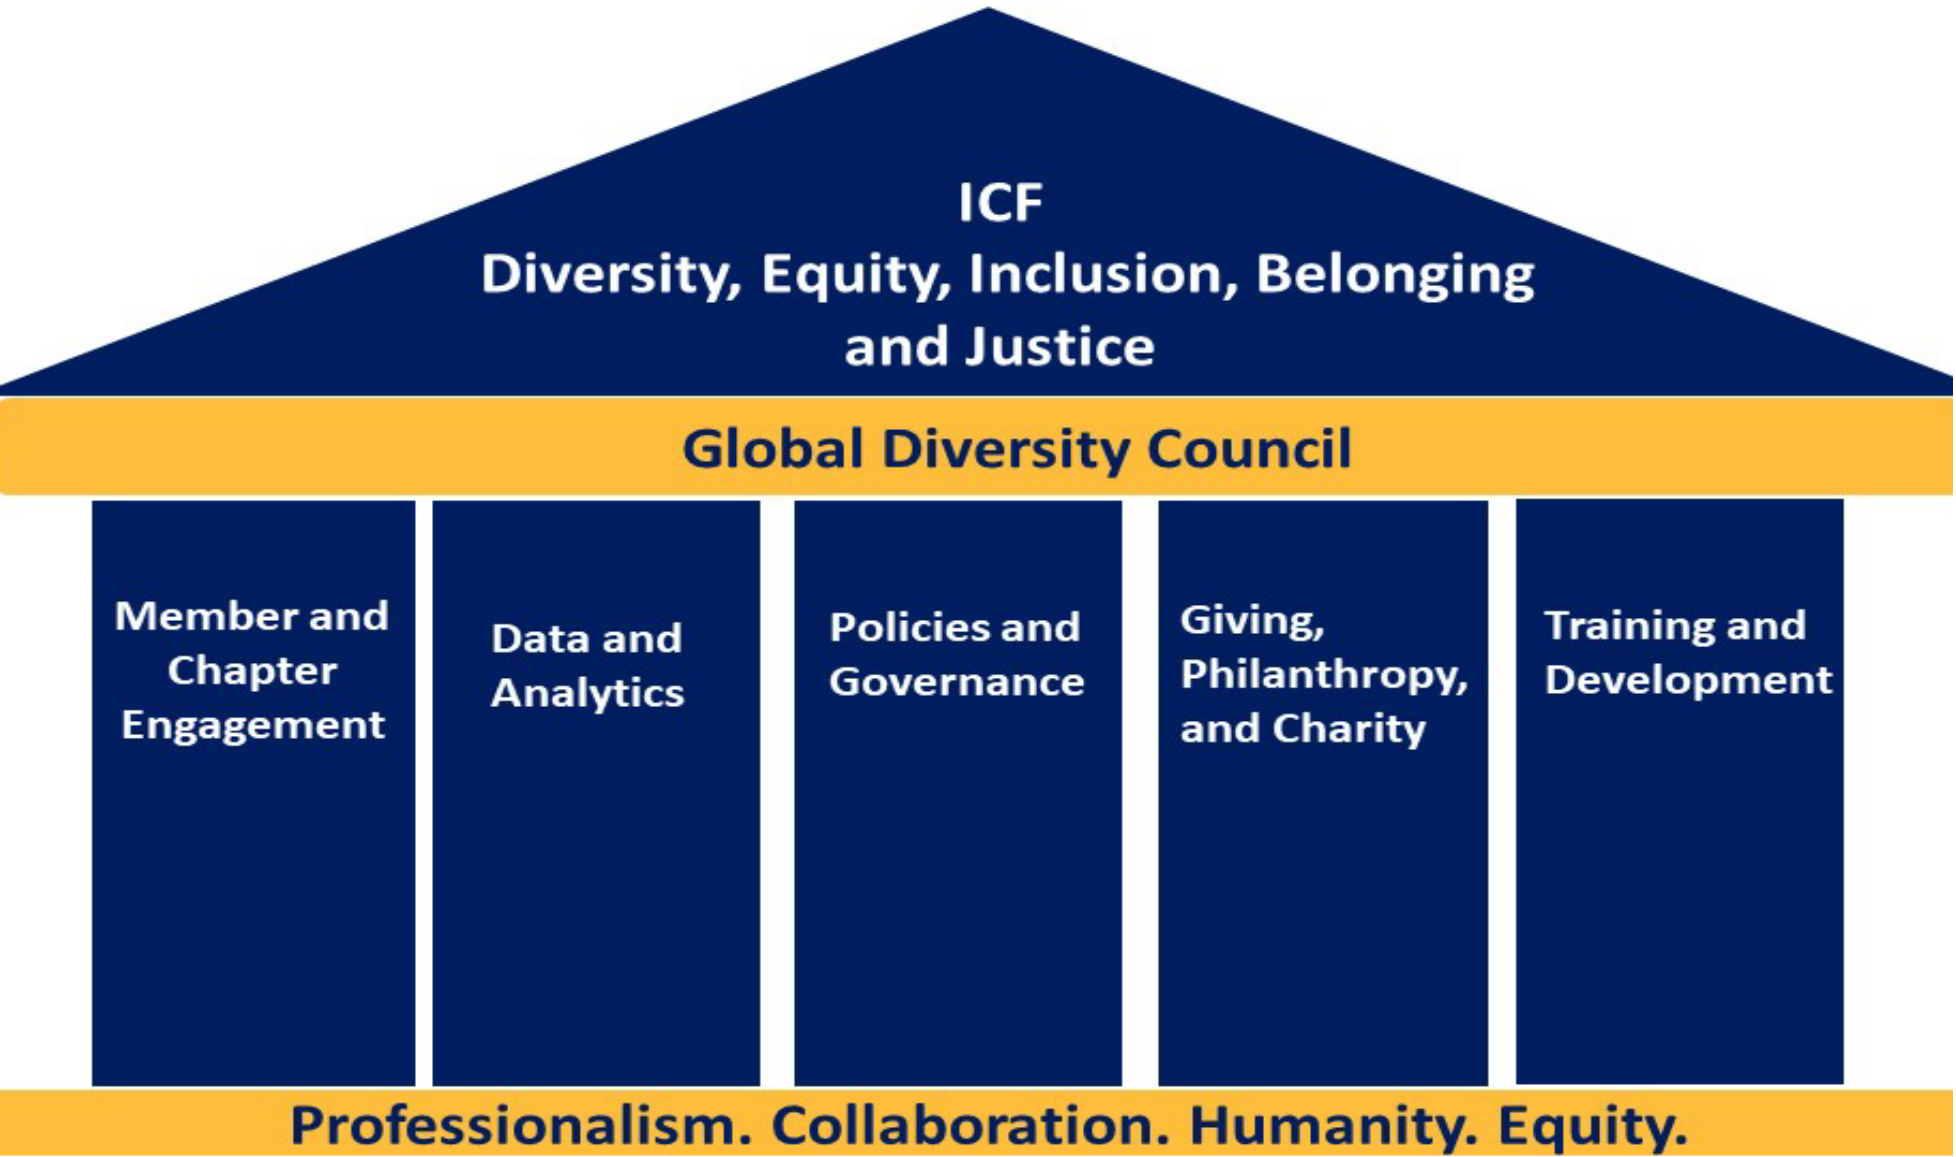 ICF
Diversity, Equity, Inclusion, Belonging
and Justice
Global Diversity Council
Member and
Chapter
Engagement
Data and
Analytics
Policies and
Governance
Giving,
Philanthropy,
and Charity
Training and
Development
Professionalism. Collaboration. Humanity. Equity.